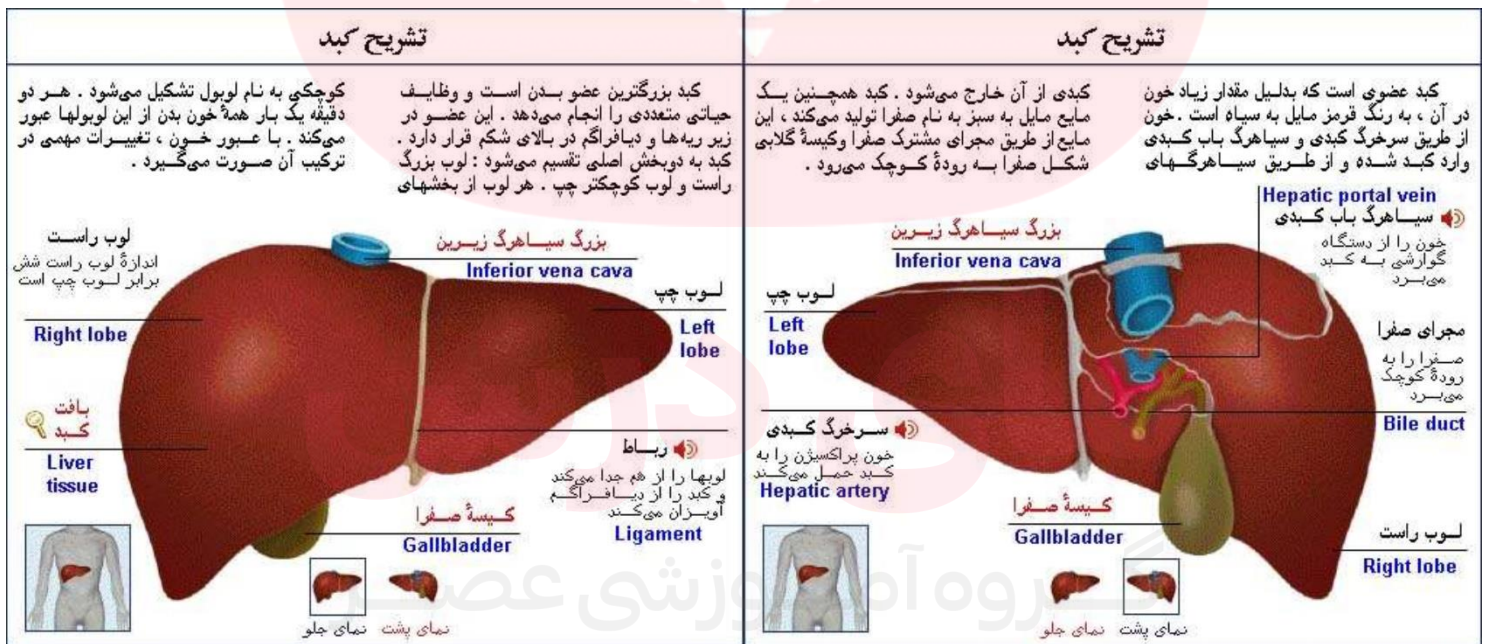 تشریح کبد
کبد عضوی است که بدلیل مقدار زیاد خون
در آن ، به رنگ قرمز مایل به سیاه است . خون
از طریق سرخرگ کبدی و سیاهرگ باب کبدی
وارد کبد شده و از طریق سیاهرگهای
کبدی از آن خارج می‌شود . کبد همچنین یک
مایع مایل به سبز به نام صفرا تولید می‌کند ، این
مایع از طریق مجرای مشترک صفرا وکیسهٔ گلابی
شکل صفرا به رودهٔ کوچک می‌رود .
Hepatic portal vein
سیاهرگ باب کبدی
خون را از دستگاه
گوارشی به کبد
می‌برد
بزرگ سیاهرگ زیرین
Inferior vena cava
لوب چپ
Left
lobe
مجرای صفرا
صفرا را به
رودهٔ کوچک
می‌برد
Bile duct
سرخرگ کبدی
خون پراکسیژن را به
کبد حمل می‌کند
Hepatic artery
کیسهٔ صفرا
Gallbladder
لوب راست
Right lobe
نمای پشت
نمای جلو
تشریح کبد
کبد بزرگترین عضو بدن است و وظایف
حیاتی متعددی را انجام می‌دهد . این عضو در
زیر ریه‌ها و دیافراگم در بالای شکم قرار دارد .
کبد به دوبخش اصلی تقسیم می‌شود : لوب بزرگ
راست و لوب کوچکتر چپ . هر لوب از بخشهای
کوچکی به نام لوبول تشکیل می‌شود . هر دو
دقیقه یک بار همهٔ خون بدن از این لوبولها عبور
می‌کند . با عبور خون ، تغییرات مهمی در
ترکیب آن صورت می‌گیرد .
بزرگ سیاهرگ زیرین
Inferior vena cava
لوب راست
اندازهٔ لوب راست شش
برابر لوب چپ است
Right lobe
لوب چپ
Left
lobe
بافت
کبد
Liver
tissue
رباط
لوبها را از هم جدا می‌کند
و کبد را از دیافراگم
آویزان می‌کند
Ligament
کیسهٔ صفرا
Gallbladder
نمای پشت
نمای جلو
گروه آموزشی عصر